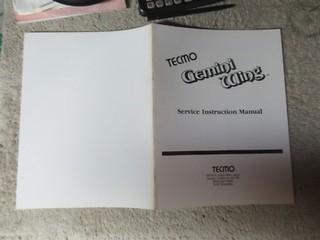 TECMO
Gemini
Wing
Service Instruction Manual
TECMO